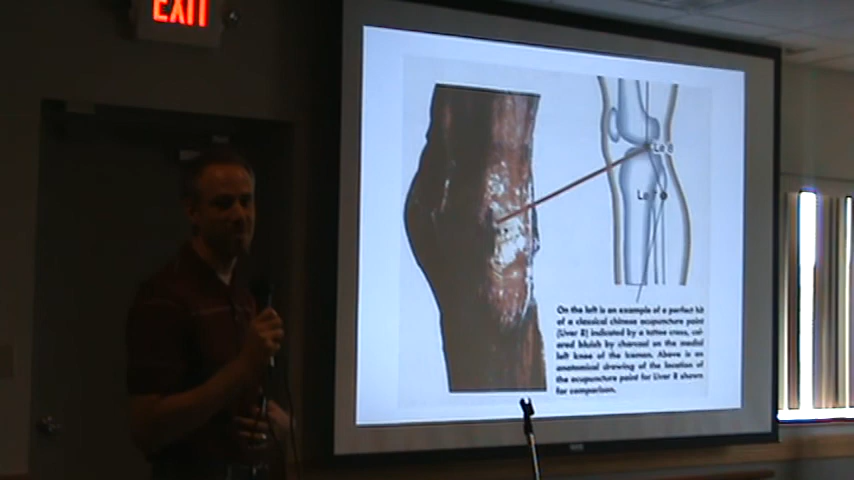 EXIT
Le 8
Le 7
On the left is an example of a perfect hit
of a classical chinese acupuncture point
(Liver 8) indicated by a tattoo cross, col-
ored bluish by charcoal on the medial
left knee of the Iceman. Above is an
anatomical drawing of the location of
the acupuncture point for Liver 8 shown
for comparison.